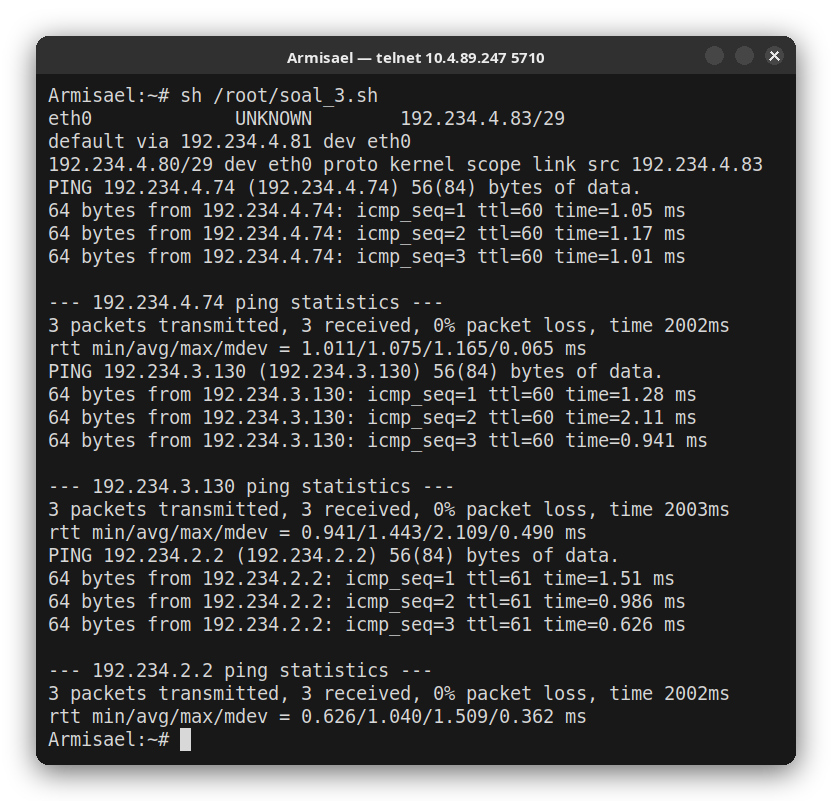 Armisael — telnet 10.4.89.247 5710
Armisael:~# sh /root/soal_3.sh
eth0             UNKNOWN        192.234.4.83/29
default via 192.234.4.81 dev eth0
192.234.4.80/29 dev eth0 proto kernel scope link src 192.234.4.83
PING 192.234.4.74 (192.234.4.74) 56(84) bytes of data.
64 bytes from 192.234.4.74: icmp_seq=1 ttl=60 time=1.05 ms
64 bytes from 192.234.4.74: icmp_seq=2 ttl=60 time=1.17 ms
64 bytes from 192.234.4.74: icmp_seq=3 ttl=60 time=1.01 ms

--- 192.234.4.74 ping statistics ---
3 packets transmitted, 3 received, 0% packet loss, time 2002ms
rtt min/avg/max/mdev = 1.011/1.075/1.165/0.065 ms
PING 192.234.3.130 (192.234.3.130) 56(84) bytes of data.
64 bytes from 192.234.3.130: icmp_seq=1 ttl=60 time=1.28 ms
64 bytes from 192.234.3.130: icmp_seq=2 ttl=60 time=2.11 ms
64 bytes from 192.234.3.130: icmp_seq=3 ttl=60 time=0.941 ms

--- 192.234.3.130 ping statistics ---
3 packets transmitted, 3 received, 0% packet loss, time 2003ms
rtt min/avg/max/mdev = 0.941/1.443/2.109/0.490 ms
PING 192.234.2.2 (192.234.2.2) 56(84) bytes of data.
64 bytes from 192.234.2.2: icmp_seq=1 ttl=61 time=1.51 ms
64 bytes from 192.234.2.2: icmp_seq=2 ttl=61 time=0.986 ms
64 bytes from 192.234.2.2: icmp_seq=3 ttl=61 time=0.626 ms

--- 192.234.2.2 ping statistics ---
3 packets transmitted, 3 received, 0% packet loss, time 2002ms
rtt min/avg/max/mdev = 0.626/1.040/1.509/0.362 ms
Armisael:~#